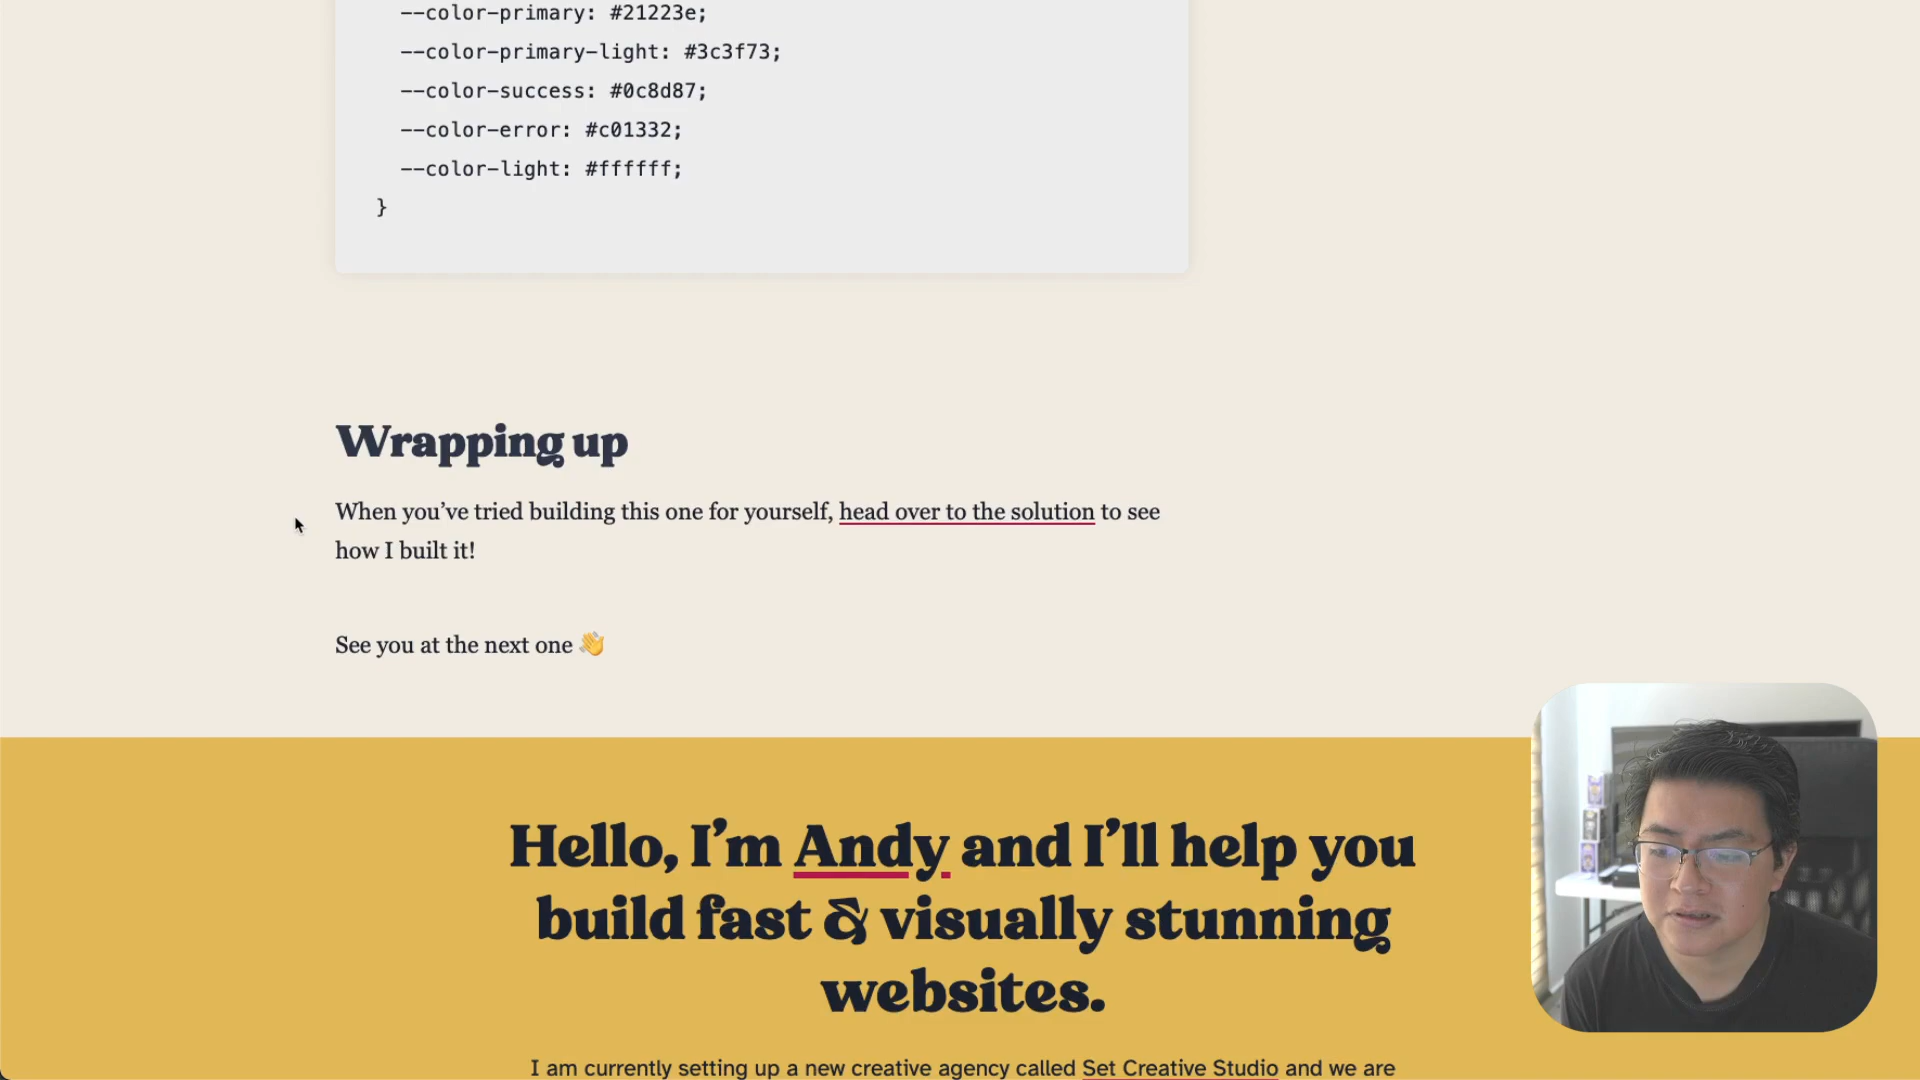 --color-primary: #21223e;
--color-primary-light: #3c3f73;
--color-success: #0c8d87;
--color-error: #c01332;
--color-light: #ffffff;
}
Wrapping up
When you’ve tried building this one for yourself, head over to the solution to see
how I built it!
See you at the next one 👋
Hello, I’m Andy and I’ll help you
build fast & visually stunning
websites.
I am currently setting up a new creative agency called Set Creative Studio and we are